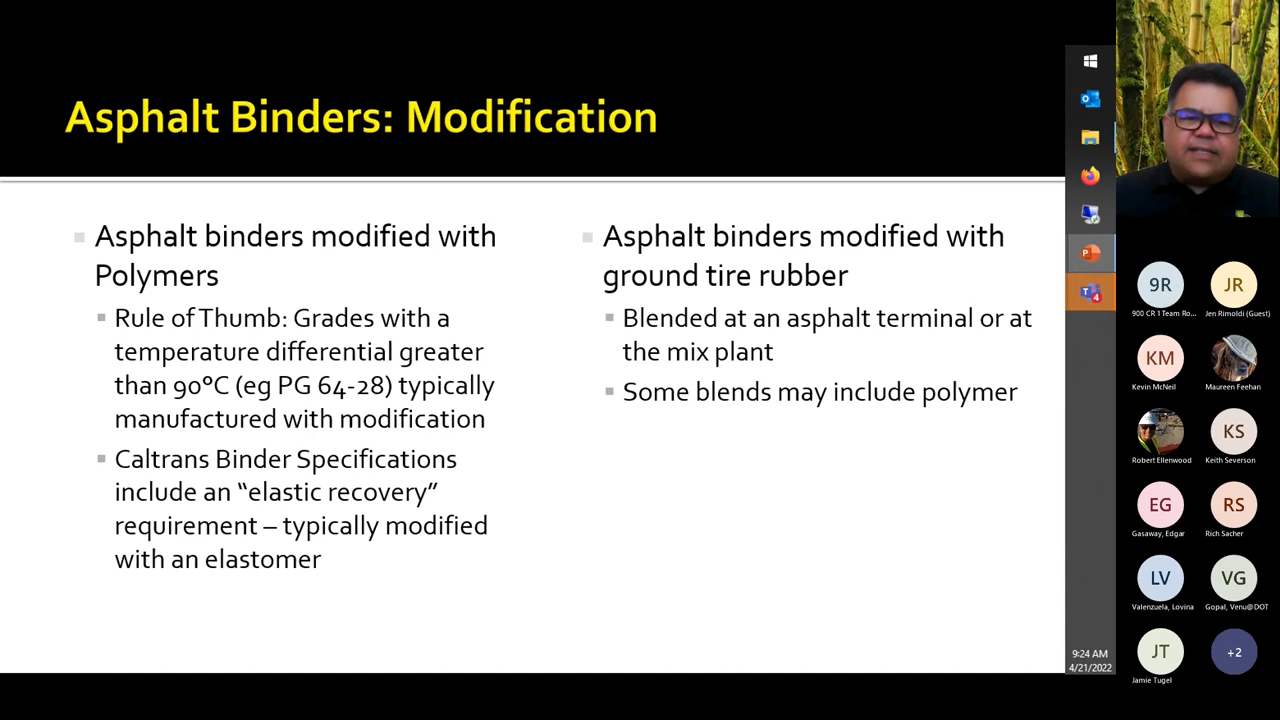 Asphalt Binders: Modification
Asphalt binders modified with
Polymers
Rule of Thumb: Grades with a
temperature differential greater
than 90°C (eg PG 64-28) typically
manufactured with modification
Caltrans Binder Specifications
include an “elastic recovery”
requirement – typically modified
with an elastomer
Asphalt binders modified with
ground tire rubber
Blended at an asphalt terminal or at
the mix plant
Some blends may include polymer
4
9:24 AM
4/21/2022
9R
900 CR 1 Team Ro...
JR
Jen Rimoldi (Guest)
KM
Kevin McNeil
Maureen Feehan
Robert Ellenwood
KS
Keith Severson
EG
Gasaway, Edgar
RS
Rich Sacher
LV
Valenzuela, Lovina
VG
Gopal, Venu@DOT
JT
Jamie Tugel
+2